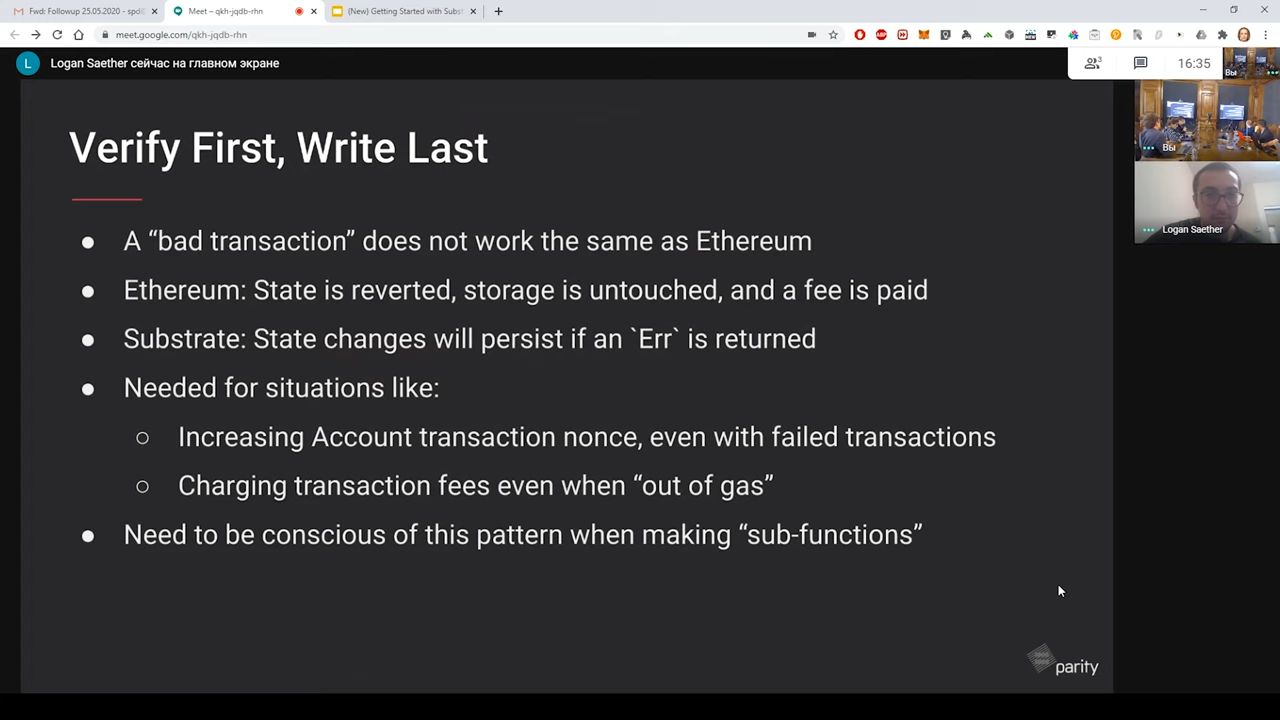 Fwd: Followup 25.05.2020 - spd@
Meet – qkh-jqdb-rhn
(New) Getting Started with Subst
meet.google.com/qkh-jqdb-rhn
L
Logan Saether сейчас на главном экране
3
16:35
Вы
Вы
Logan Saether
Verify First, Write Last
● A “bad transaction” does not work the same as Ethereum
● Ethereum: State is reverted, storage is untouched, and a fee is paid
● Substrate: State changes will persist if an `Err` is returned
● Needed for situations like:
○ Increasing Account transaction nonce, even with failed transactions
○ Charging transaction fees even when “out of gas”
● Need to be conscious of this pattern when making “sub-functions”
parity